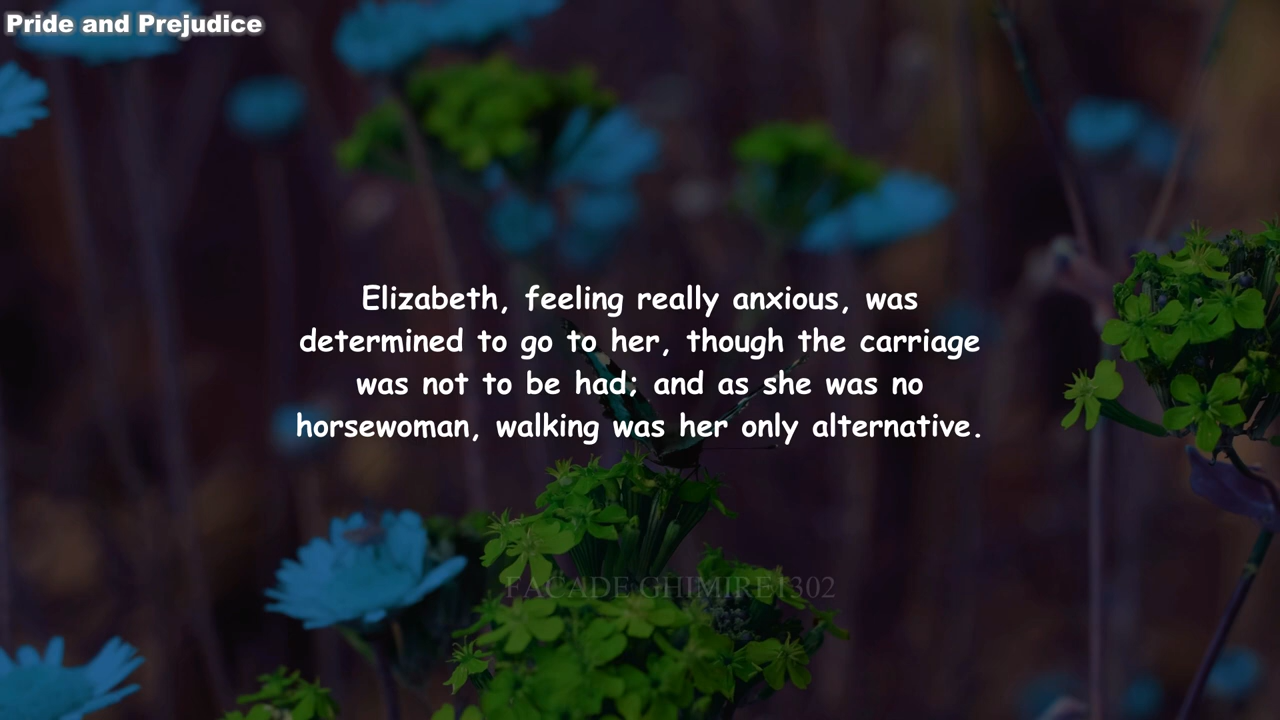 Pride and Prejudice
Elizabeth, feeling really anxious, was
determined to go to her, though the carriage
was not to be had; and as she was no
horsewoman, walking was her only alternative.
FACADE GHIMIRE1302